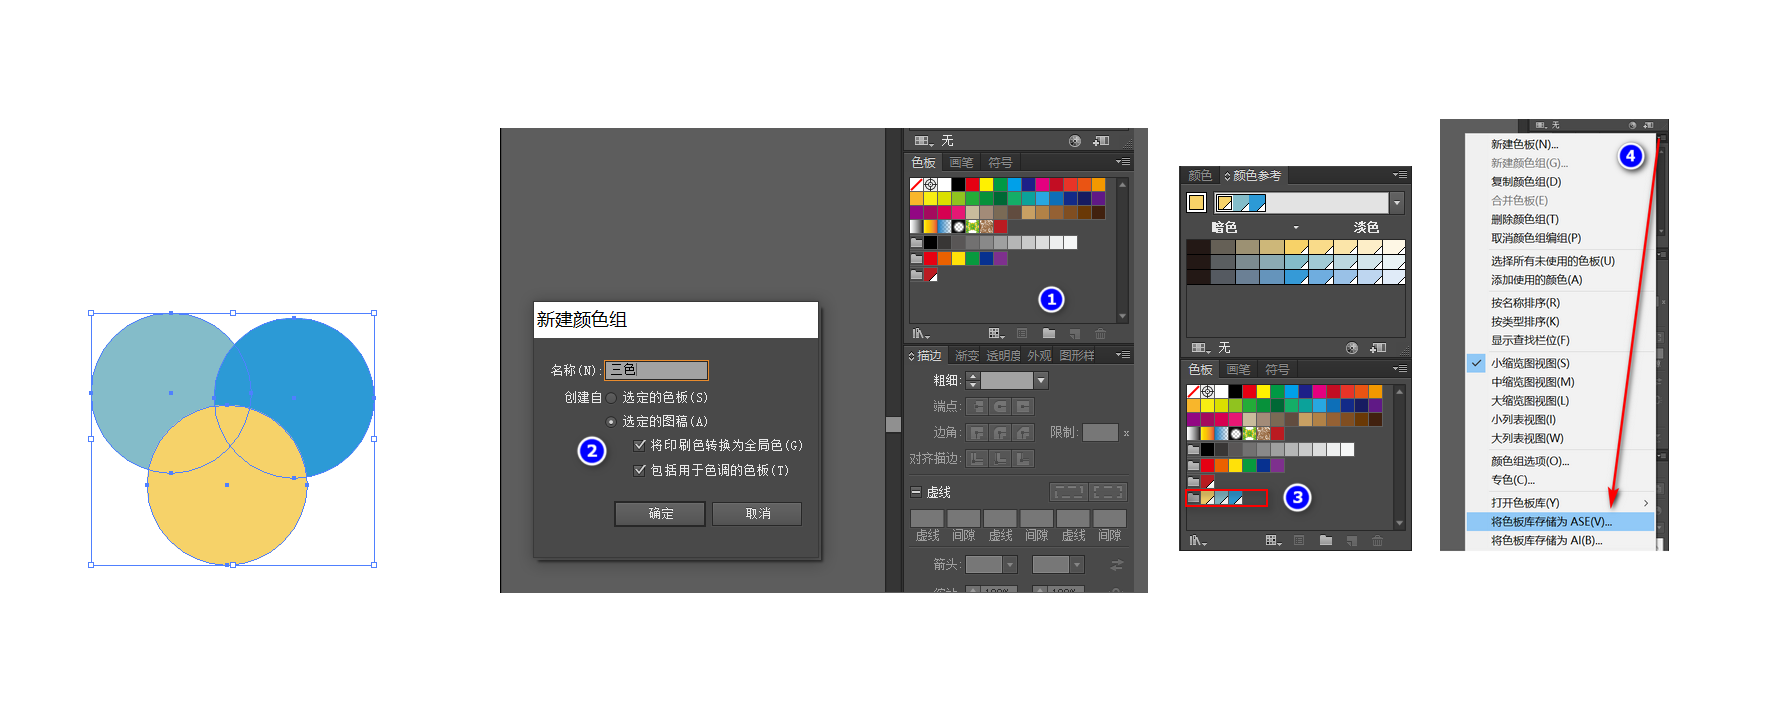 无
色板 画笔 符号
1
描边 渐变 透明度 外观 图形样
粗细:
端点:
边角: 限制: x
对齐描边:
虚线
虚线 间隙 虚线 间隙 虚线 间隙
箭头:
100% 100%
新建颜色组
名称(N): 三色
创建自 选定的色板(S)
选定的图稿(A)
2
将印刷色转换为全局色(G)
包括用于色调的色板(T)
确定 取消
颜色 颜色参考
暗色 淡色
无
色板 画笔 符号
3
无
4
新建色板(N)...
新建颜色组(G)...
复制颜色组(D)
合并色板(E)
删除颜色组(T)
取消颜色组编组(P)
选择所有未使用的色板(U)
添加使用的颜色(A)
按名称排序(R)
按类型排序(K)
显示查找栏位(F)
小缩览图视图(S)
中缩览图视图(M)
大缩览图视图(L)
小列表视图(I)
大列表视图(W)
颜色组选项(O)...
专色(C)...
打开色板库(Y)
将色板库存储为 ASE(V)...
将色板库存储为 AI(B)...